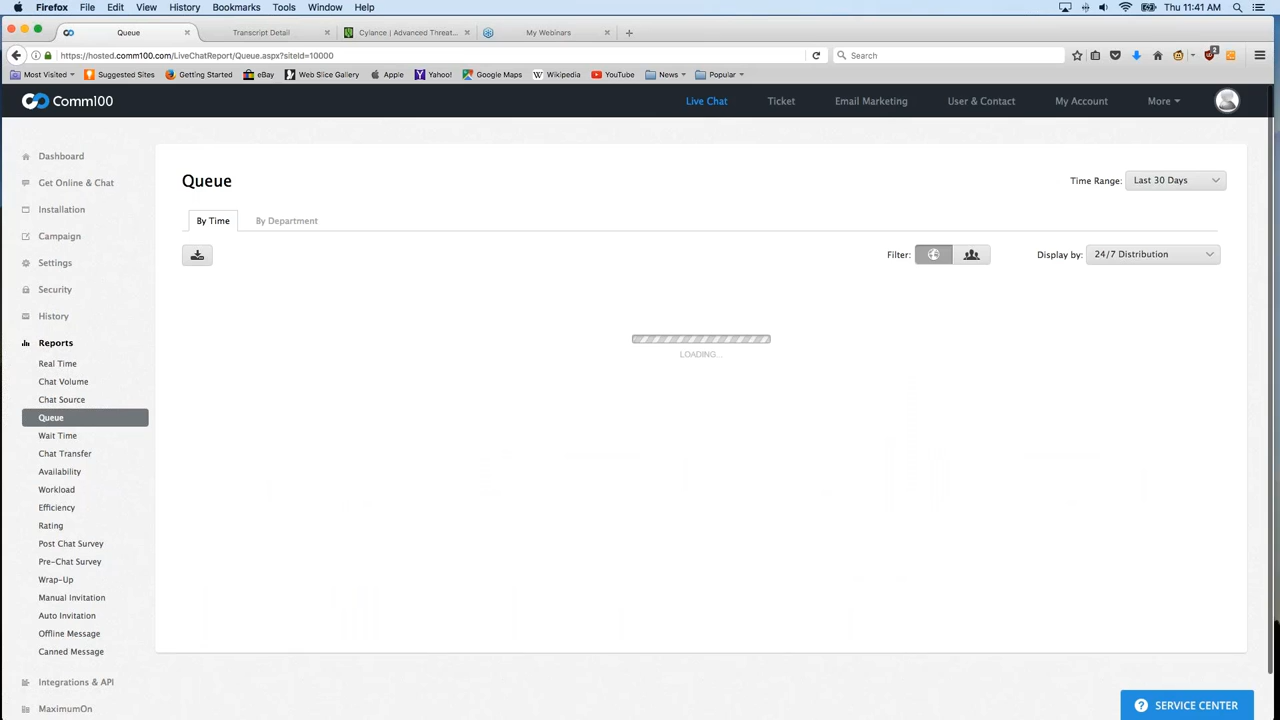 Firefox File Edit View History Bookmarks Tools Window Help Thu 11:41 AM
Queue Transcript Detail Cylance | Advanced Threat... My Webinars
https://hosted.comm100.com/LiveChatReport/Queue.aspx?siteId=10000 Search
Most Visited Suggested Sites Getting Started eBay Web Slice Gallery Apple Yahoo! Google Maps Wikipedia YouTube News Popular
Comm100 Live Chat Ticket Email Marketing User & Contact My Account More
Dashboard
Get Online & Chat
Installation
Campaign
Settings
Security
History
Reports
Real Time
Chat Volume
Chat Source
Queue
Wait Time
Chat Transfer
Availability
Workload
Efficiency
Rating
Post Chat Survey
Pre-Chat Survey
Wrap-Up
Manual Invitation
Auto Invitation
Offline Message
Canned Message
Integrations & API
MaximumOn
Queue
Time Range: Last 30 Days
By Time By Department
Filter: Display by: 24/7 Distribution
LOADING...
? SERVICE CENTER